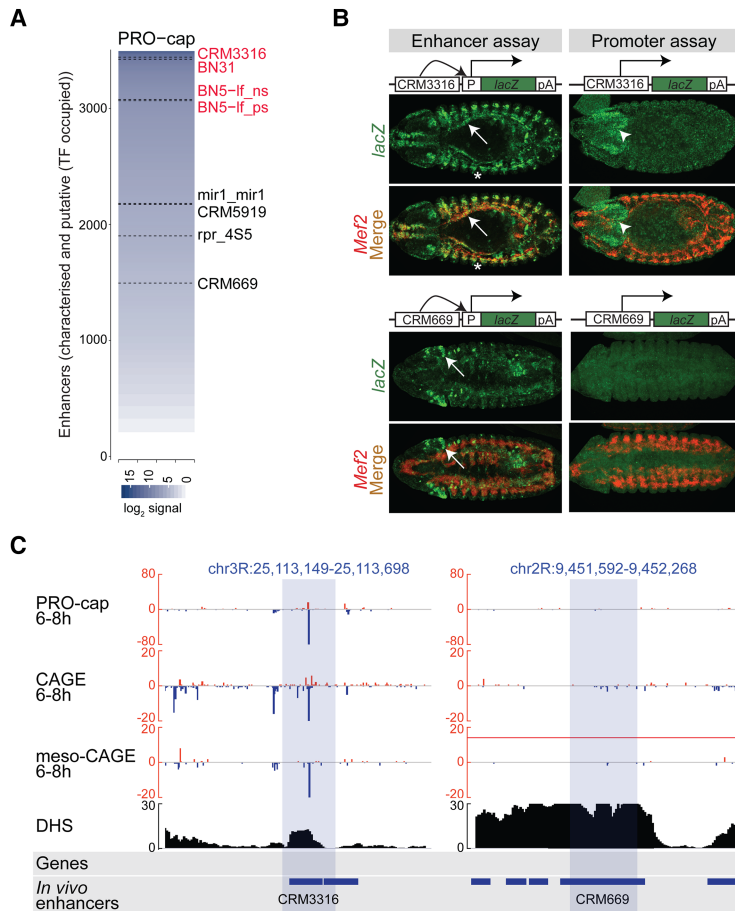 A
PRO-cap
Enhancers (characterised and putative (TF occupied))
3000
2000
1000
0
CRM3316
BN31
BN5-lf_ns
BN5-lf_ps
mir1_mir1
CRM5919
rpr_4S5
CRM669
15
10
5
0
log2 signal
B
Enhancer assay
Promoter assay
CRM3316 P lacZ pA
CRM3316 lacZ pA
lacZ
*
Mef2
Merge
*
CRM669 P lacZ pA
CRM669 lacZ pA
lacZ
Mef2
Merge
C
chr3R:25,113,149-25,113,698
chr2R:9,451,592-9,452,268
PRO-cap
6-8h
80
0
-80
80
0
-80
CAGE
6-8h
20
0
-20
20
0
-20
meso-CAGE
6-8h
20
0
20
20
0
20
DHS
30
0
30
0
Genes
In vivo
enhancers
CRM3316
CRM669